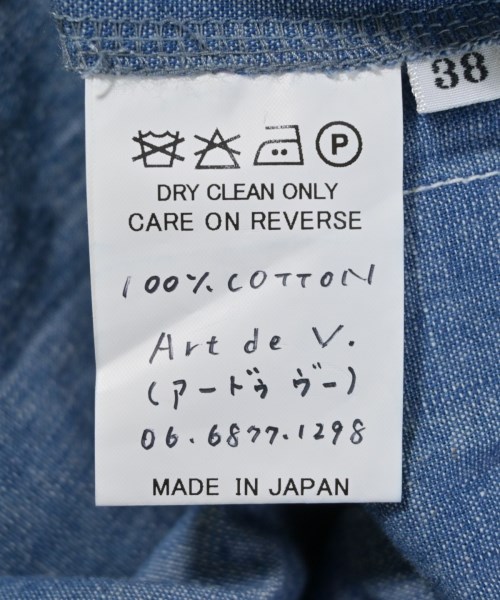 38
P
DRY CLEAN ONLY
CARE ON REVERSE
100% COTTON
Art de V.
(アードゥ ヴー)
06.6877.1298
MADE IN JAPAN